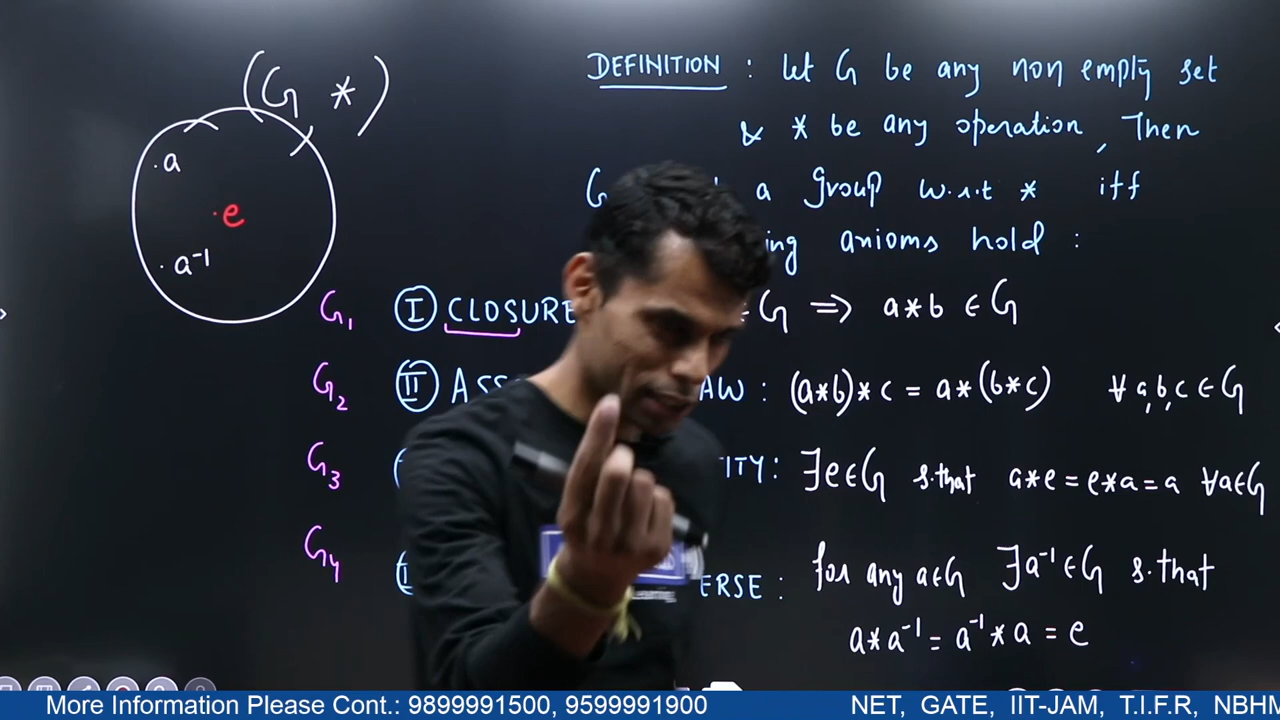 (G *)
a
e
a⁻¹
DEFINITION : let G be any non empty set
& * be any operation, Then
G a group w.r.t * iff
ing anioms hold :
G₁ Ⓘ CLOSURE ∈ G ⇒ a*b ∈ G
G₂ Ⅱ ASS AW : (a*b)*c = a*(b*c) ∀ a,b,c ∈ G
G₃ ITY : ∃e∈G s.that a*e = e*a = a ∀a∈G
G₄ ERSE : for any a∈G ∃a⁻¹∈G s.that
a*a⁻¹ = a⁻¹*a = e
More Information Please Cont.: 9899991500, 9599991900 NET, GATE, IIT-JAM, T.I.F.R, NBHM